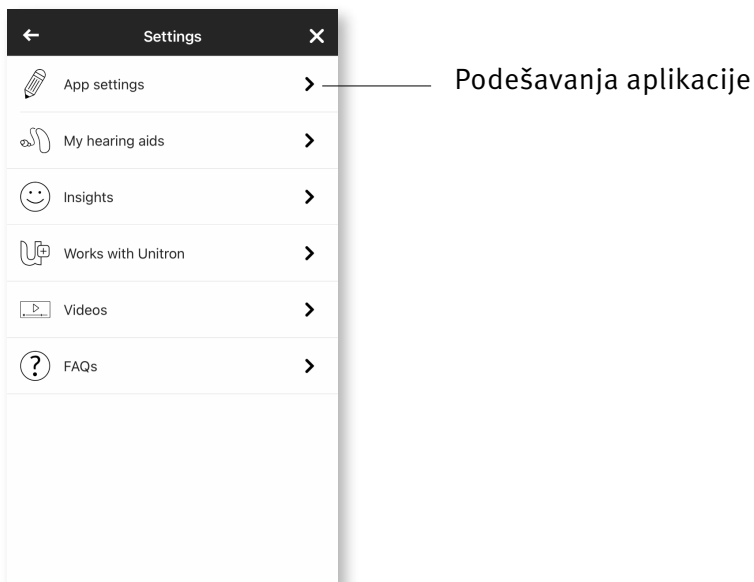 Settings
App settings
Podešavanja aplikacije
My hearing aids
Insights
Works with Unitron
Videos
FAQs